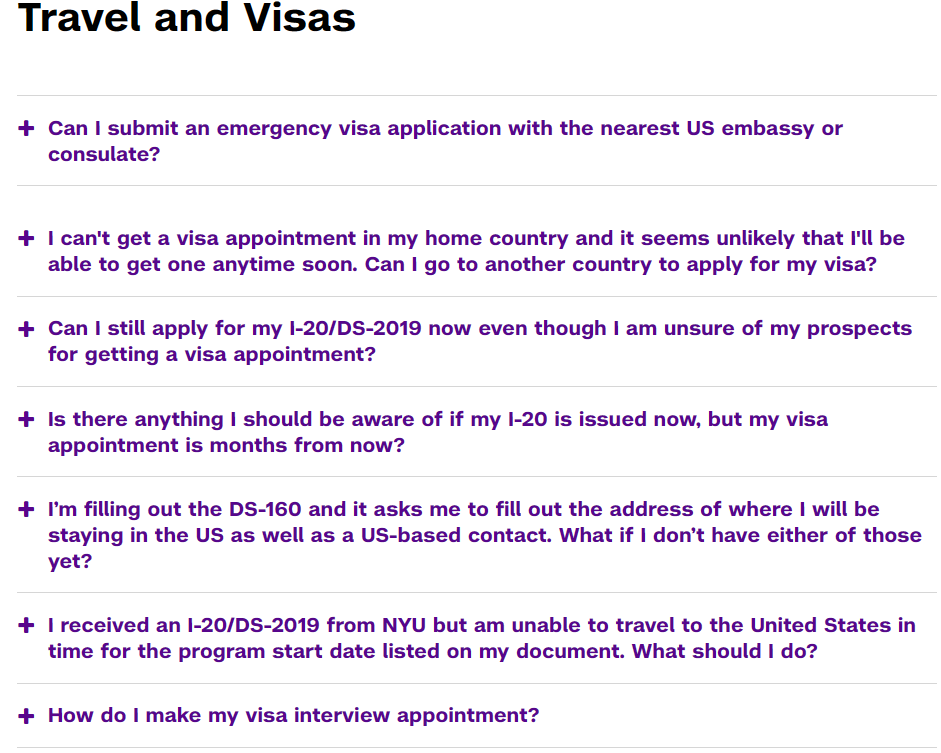 Travel and Visas
+ Can I submit an emergency visa application with the nearest US embassy or
consulate?
+ I can't get a visa appointment in my home country and it seems unlikely that I'll be
able to get one anytime soon. Can I go to another country to apply for my visa?
+ Can I still apply for my I-20/DS-2019 now even though I am unsure of my prospects
for getting a visa appointment?
+ Is there anything I should be aware of if my I-20 is issued now, but my visa
appointment is months from now?
+ I’m filling out the DS-160 and it asks me to fill out the address of where I will be
staying in the US as well as a US-based contact. What if I don’t have either of those
yet?
+ I received an I-20/DS-2019 from NYU but am unable to travel to the United States in
time for the program start date listed on my document. What should I do?
+ How do I make my visa interview appointment?